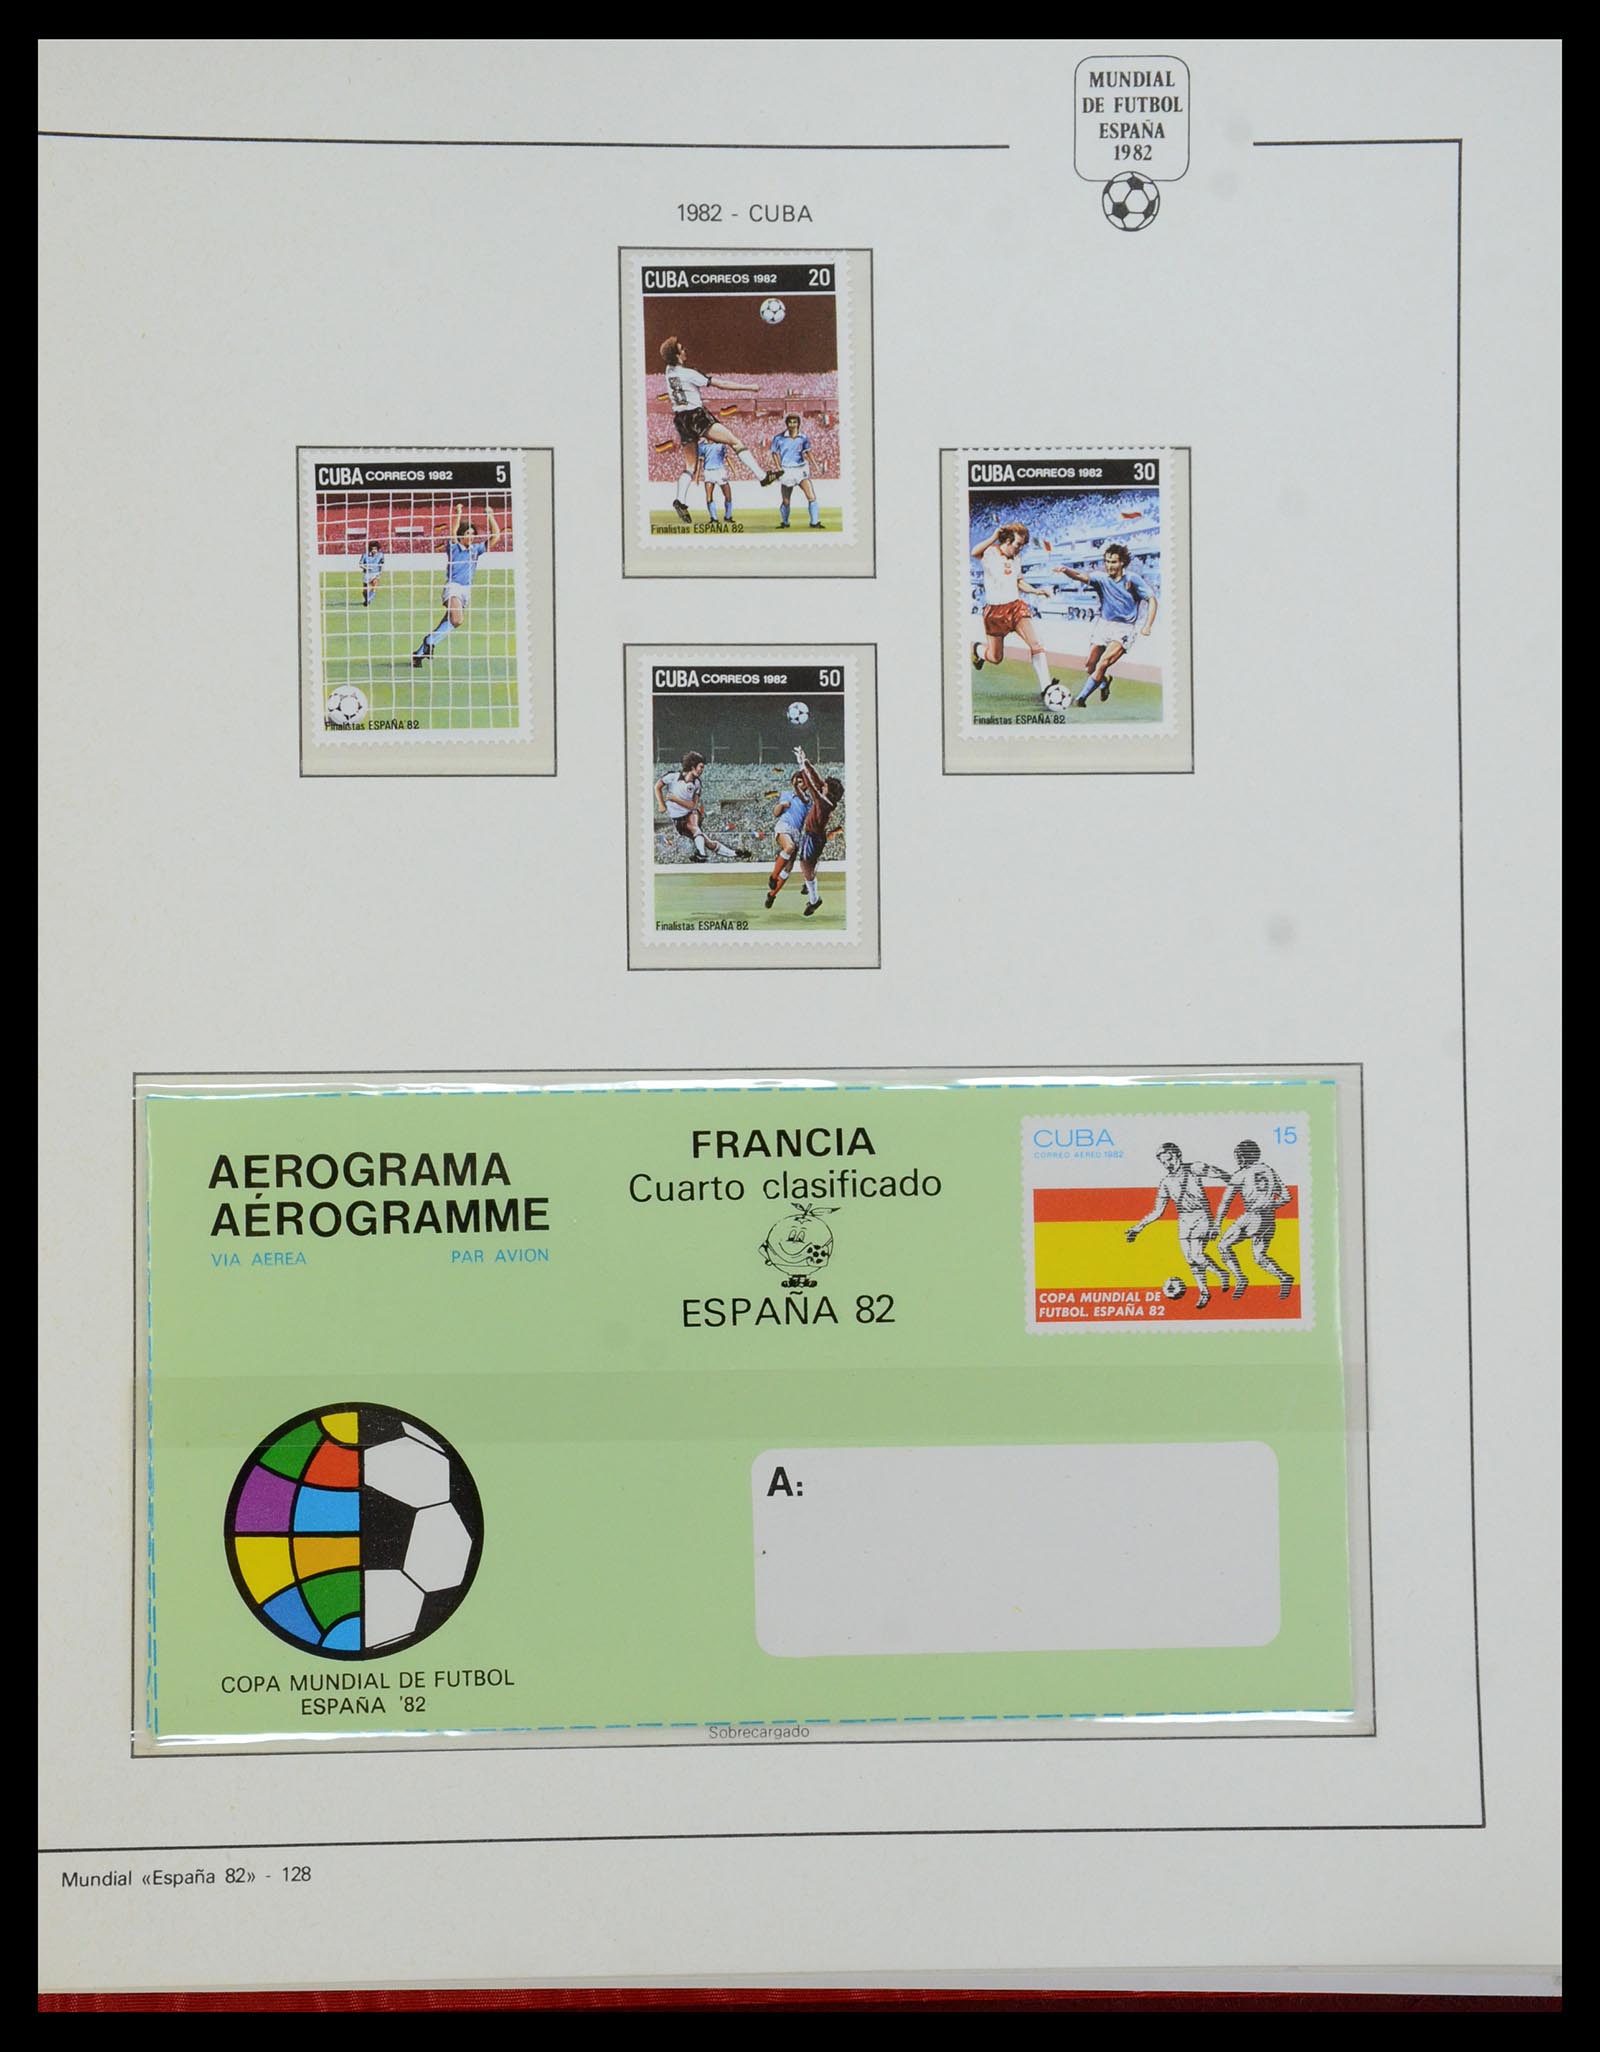 MUNDIAL
DE FUTBOL
ESPAÑA
1982
1982 - CUBA
CUBA CORREOS 1982 20
Finalistas ESPAÑA 82
CUBA CORREOS 1982 5
Finalistas ESPAÑA'82
CUBA CORREOS 1982 30
Finalistas ESPAÑA'82
CUBA CORREOS 1982 50
Finalistas ESPAÑA'82
AEROGRAMA
AÉROGRAMME
VIA AEREA PAR AVION
FRANCIA
Cuarto clasificado
ESPAÑA 82
CUBA 15
CORREO AEREO 1982
COPA MUNDIAL DE
FUTBOL. ESPAÑA 82
A:
COPA MUNDIAL DE FUTBOL
ESPAÑA '82
Sobrecargado
Mundial «España 82» - 128